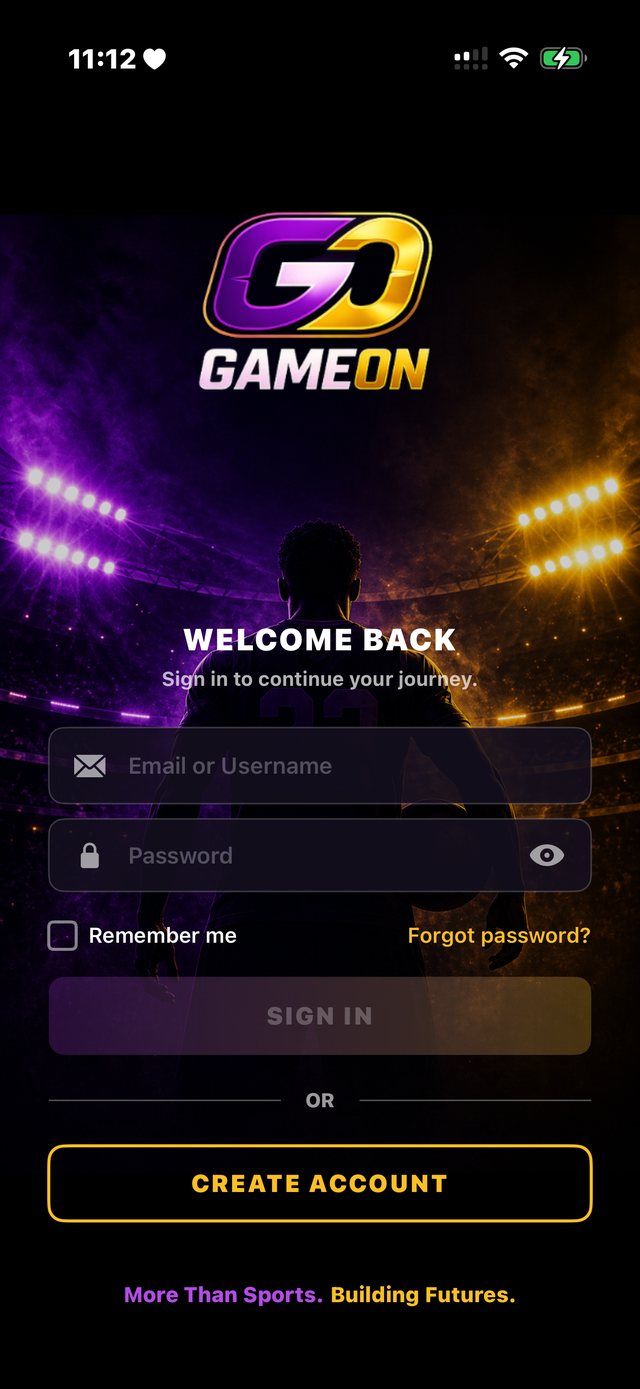 11:12
GO
GAMEON
WELCOME BACK
Sign in to continue your journey.
23
Email or Username
Password
Remember me
Forgot password?
SIGN IN
OR
CREATE ACCOUNT
More Than Sports. Building Futures.